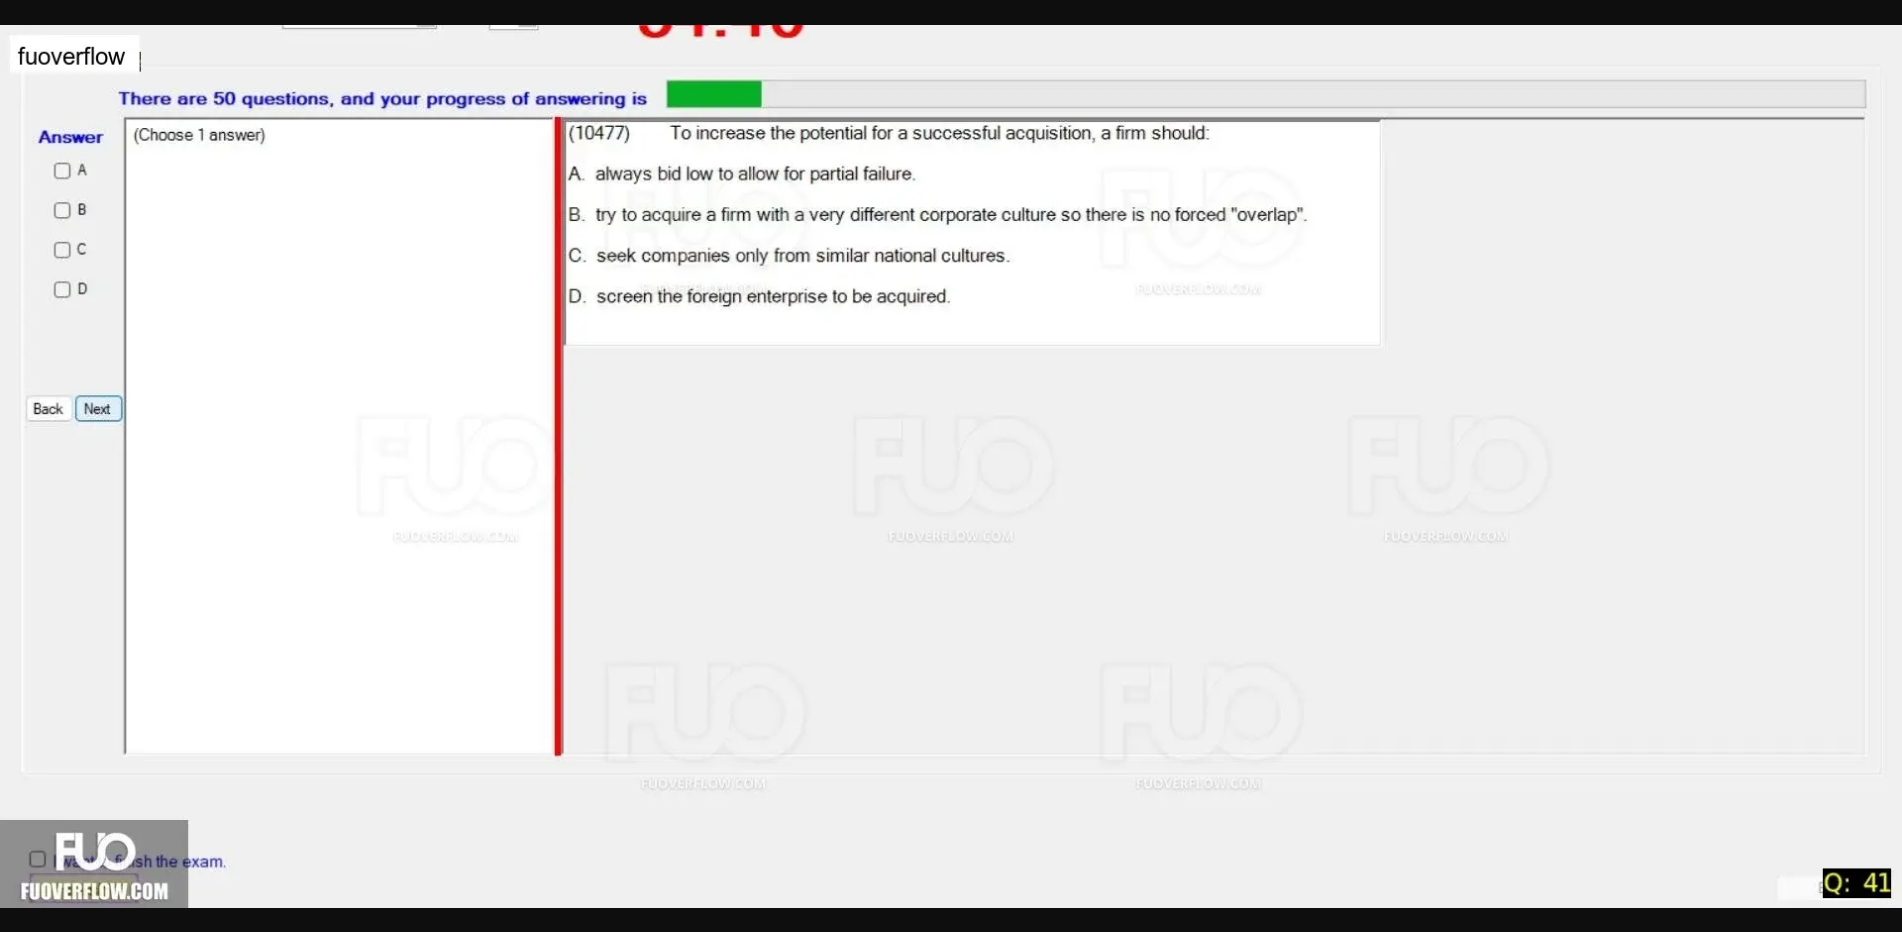 fuoverflow
There are 50 questions, and your progress of answering is
Answer
(Choose 1 answer)
A
B
C
D
Back Next
(10477) To increase the potential for a successful acquisition, a firm should:
A. always bid low to allow for partial failure.
B. try to acquire a firm with a very different corporate culture so there is no forced "overlap".
C. seek companies only from similar national cultures.
D. screen the foreign enterprise to be acquired.
FUO
FUOVERFLOW.COM
FUO
FUOVERFLOW.COM
FUO
FUOVERFLOW.COM
FUO
FUOVERFLOW.COM
FUO
FUOVERFLOW.COM
FUO
FUOVERFLOW.COM
FUO
FUOVERFLOW.COM
the exam.
FUO
FUOVERFLOW.COM
Q: 41